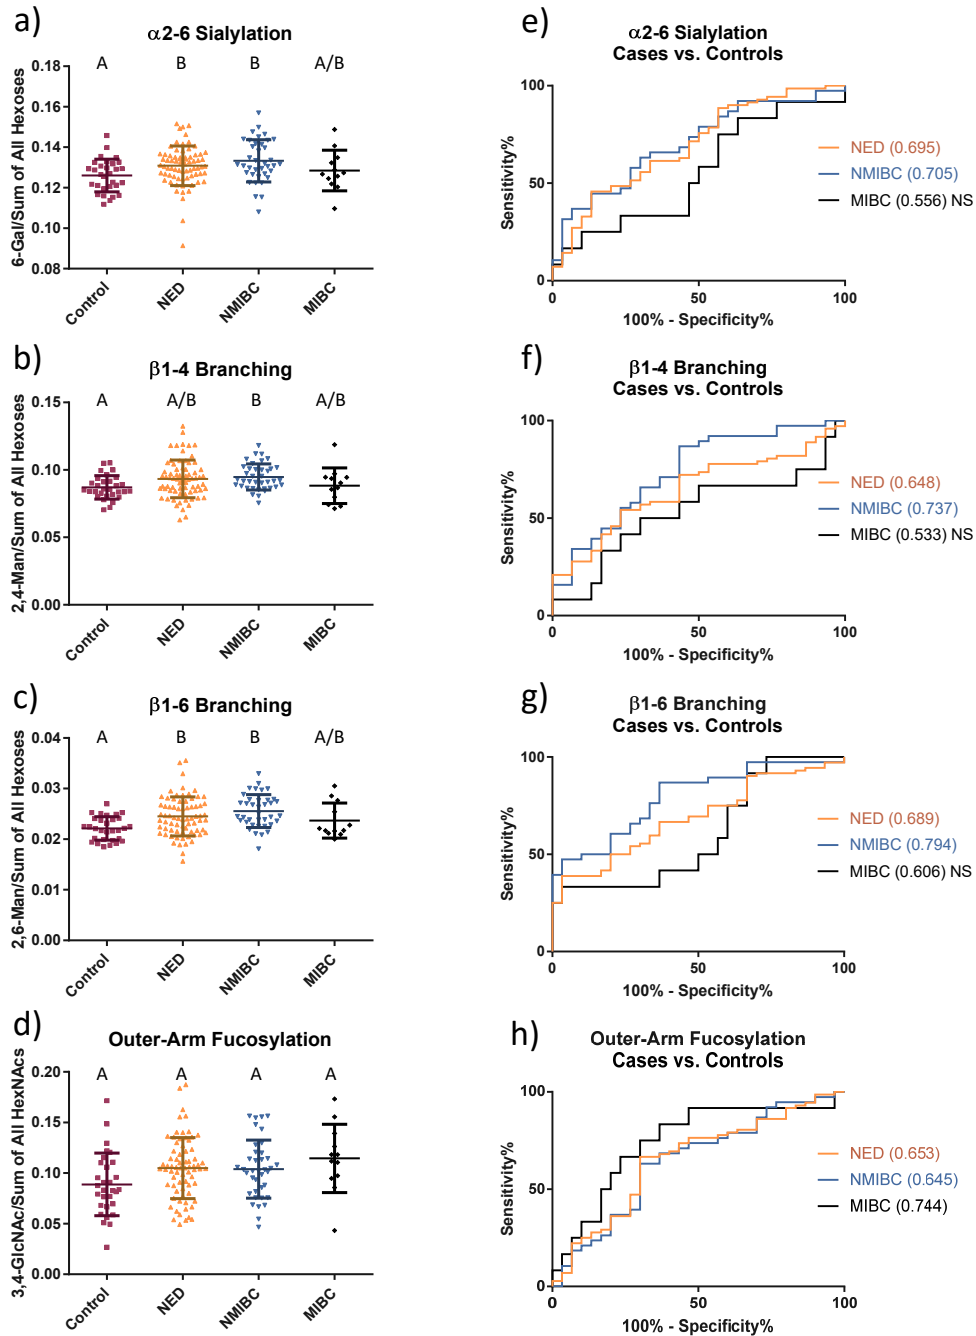 a)
α2-6 Sialylation
A B B A/B
6-Gal/Sum of All Hexoses
0.18
0.16
0.14
0.12
0.10
0.08
Control NED NMIBC MIBC
e)
α2-6 Sialylation
Cases vs. Controls
Sensitivity%
100
50
0
0 50 100
100% - Specificity%
NED (0.695)
NMIBC (0.705)
MIBC (0.556) NS
b)
β1-4 Branching
A A/B B A/B
2,4-Man/Sum of All Hexoses
0.15
0.10
0.05
0.00
Control NED NMIBC MIBC
f)
β1-4 Branching
Cases vs. Controls
Sensitivity%
100
50
0
0 50 100
100% - Specificity%
NED (0.648)
NMIBC (0.737)
MIBC (0.533) NS
c)
β1-6 Branching
A B B A/B
2,6-Man/Sum of All Hexoses
0.04
0.03
0.02
0.01
0.00
Control NED NMIBC MIBC
g)
β1-6 Branching
Cases vs. Controls
Sensitivity%
100
50
0
0 50 100
100% - Specificity%
NED (0.689)
NMIBC (0.794)
MIBC (0.606) NS
d)
Outer-Arm Fucosylation
A A A A
3,4-GlcNAc/Sum of All HexNAcs
0.20
0.15
0.10
0.05
0.00
Control NED NMIBC MIBC
h)
Outer-Arm Fucosylation
Cases vs. Controls
Sensitivity%
100
50
0
0 50 100
100% - Specificity%
NED (0.653)
NMIBC (0.645)
MIBC (0.744)